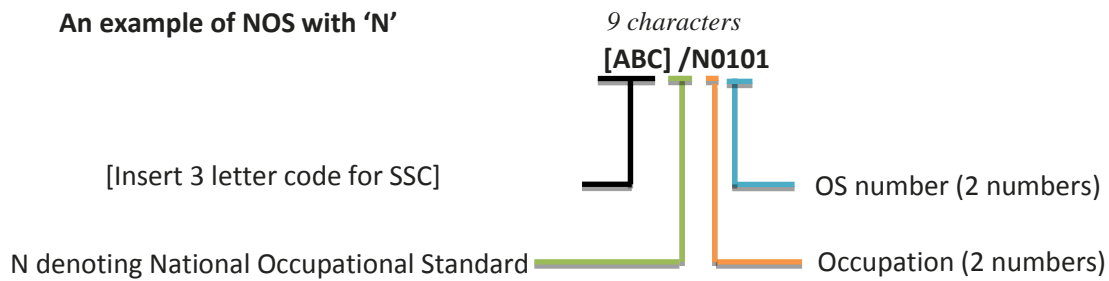 An example of NOS with ‘N’
9 characters
[ABC] /N0101
[Insert 3 letter code for SSC]
OS number (2 numbers)
N denoting National Occupational Standard
Occupation (2 numbers)